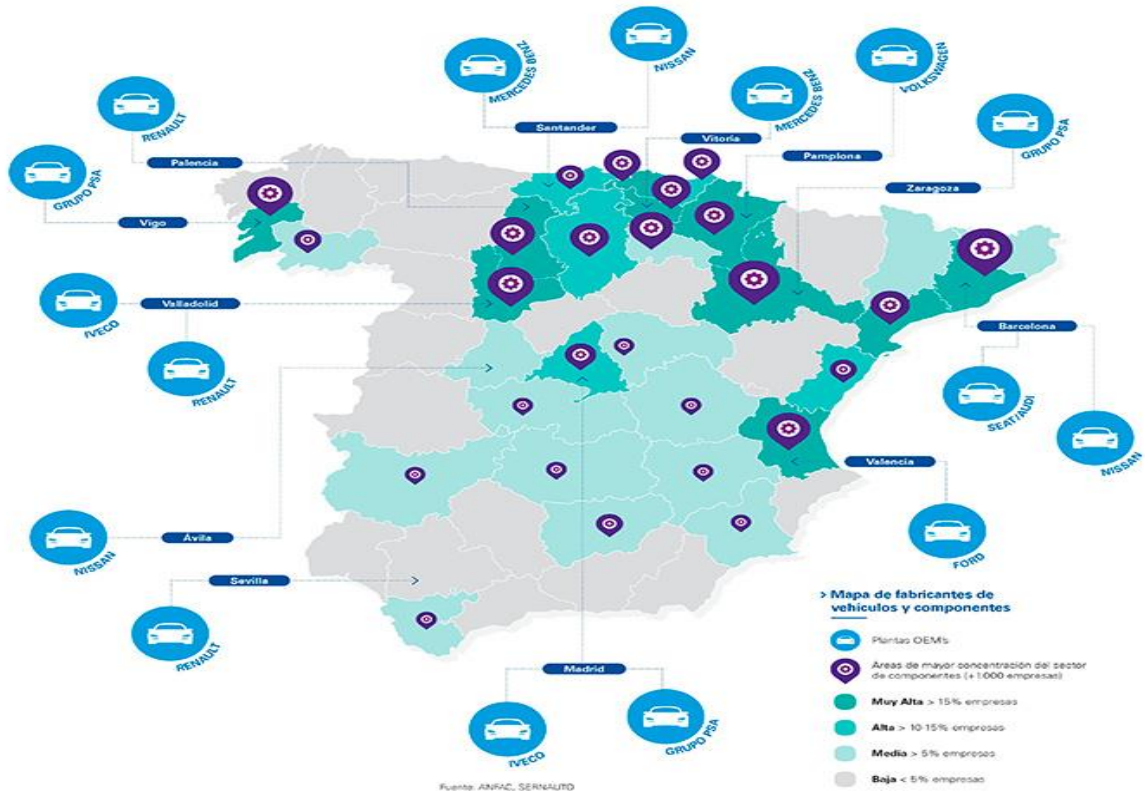 MERCEDES BENZ
NISSAN
VOLKSWAGEN
MERCEDES BENZ
RENAULT
GRUPO PSA
Santander
Vitoria
Palencia
Pamplona
GRUPO PSA
Zaragoza
Vigo
IVECO
Valladolid
Barcelona
RENAULT
SEAT/AUDI
NISSAN
Valencia
NISSAN
Ávila
FORD
Sevilla
RENAULT
Madrid
IVECO
GRUPO PSA
> Mapa de fabricantes de
vehículos y componentes
Plantas OEM's
Áreas de mayor concentración del sector
de componentes (+1.000 empresas)
Muy Alta > 15% empresas
Alta > 10-15% empresas
Media > 5% empresas
Baja < 5% empresas
Fuente: ANFAC, SERNAUTO